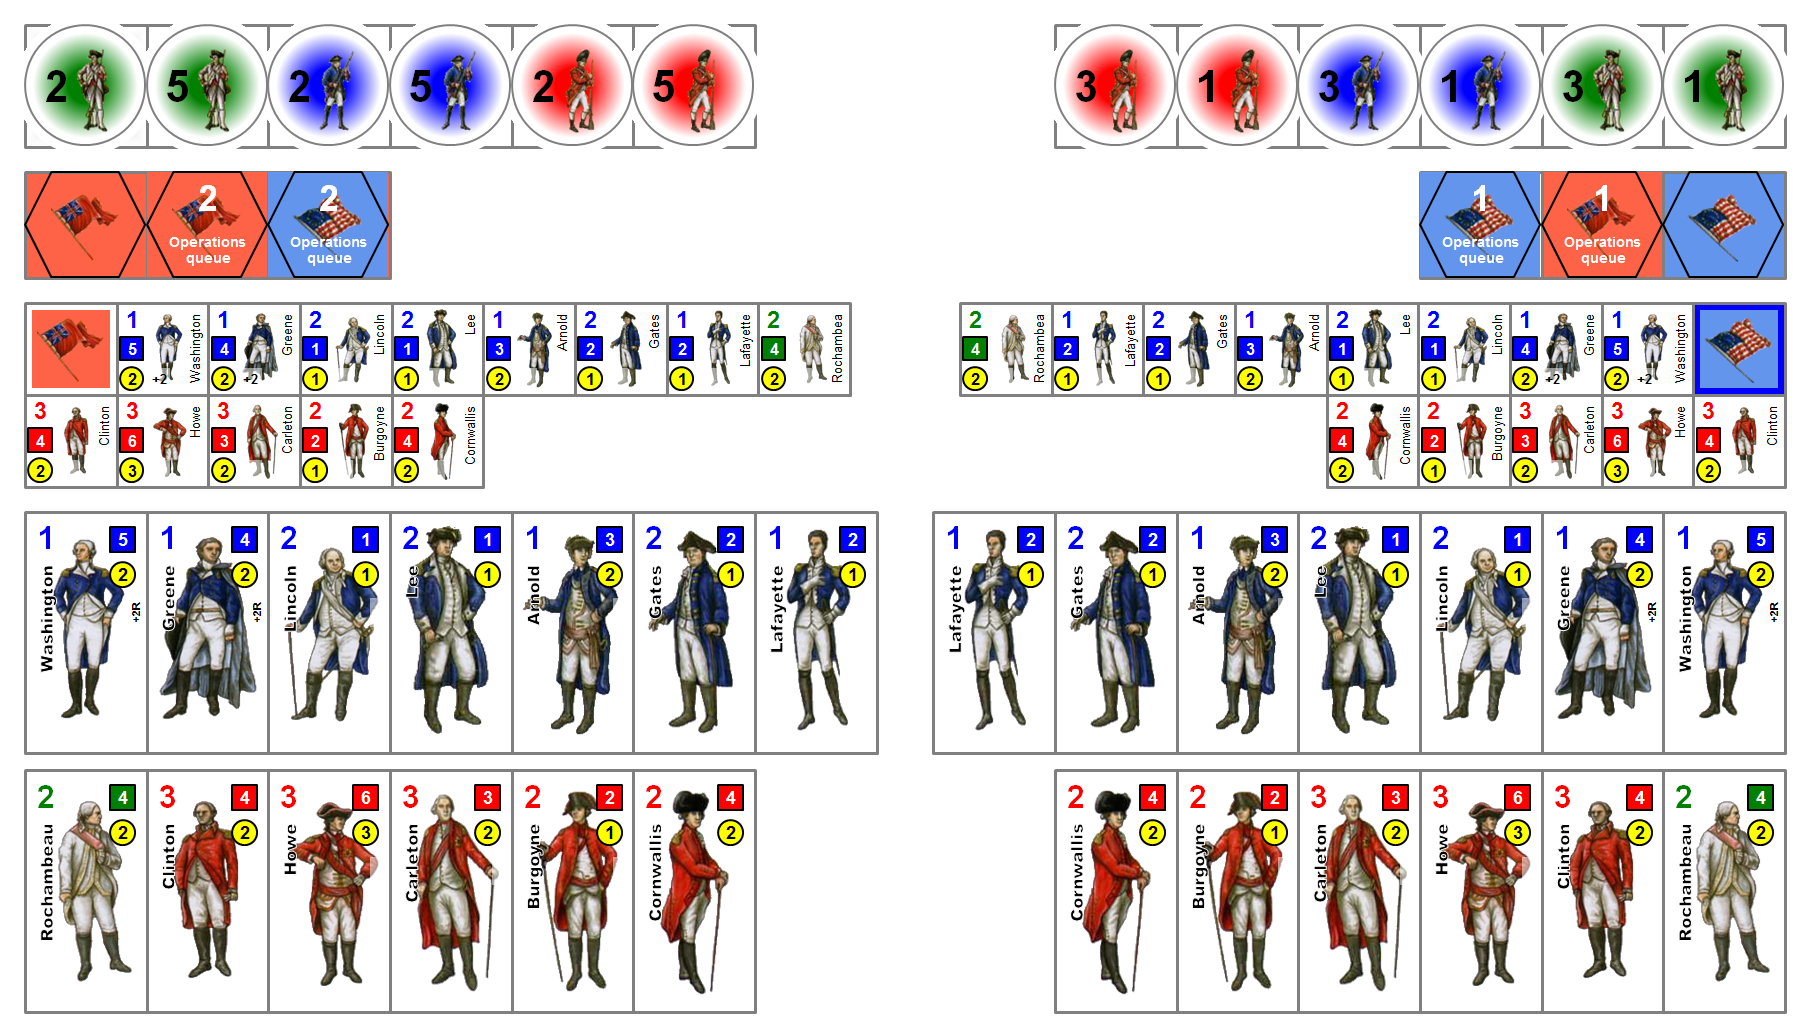 2 5 2 5 2 5
3 1 3 1 3 1
2 2
Operations queue Operations queue
1 1
Operations queue Operations queue
1 5 2 +2 Washington
1 4 2 +2 Greene
2 1 1 Lincoln
2 1 1 Lee
1 3 2 Arnold
2 2 1 Gates
1 2 1 Lafayette
2 4 2 Rochambea
2 4 2 Rochambea
1 2 1 Lafayette
2 2 1 Gates
1 3 2 Arnold
2 1 1 Lee
2 1 1 Lincoln
1 4 2 +2 Greene
1 5 2 +2 Washington
3 4 2 Clinton
3 6 3 Howe
3 3 2 Carleton
2 2 1 Burgoyne
2 4 2 Cornwallis
2 4 2 Cornwallis
2 2 1 Burgoyne
3 3 2 Carleton
3 6 3 Howe
3 4 2 Clinton
1 5 2 +2R Washington
1 4 2 +2R Greene
2 1 1 Lincoln
2 1 1 Lee
1 3 2 Arnold
2 2 1 Gates
1 2 1 Lafayette
1 2 1 Lafayette
2 2 1 Gates
1 3 2 Arnold
2 1 1 Lee
2 1 1 Lincoln
1 4 2 +2R Greene
1 5 2 +2R Washington
2 4 2 Rochambeau
3 4 2 Clinton
3 6 3 Howe
3 3 2 Carleton
2 2 1 Burgoyne
2 4 2 Cornwallis
2 4 2 Cornwallis
2 2 1 Burgoyne
3 3 2 Carleton
3 6 3 Howe
3 4 2 Clinton
2 4 2 Rochambeau